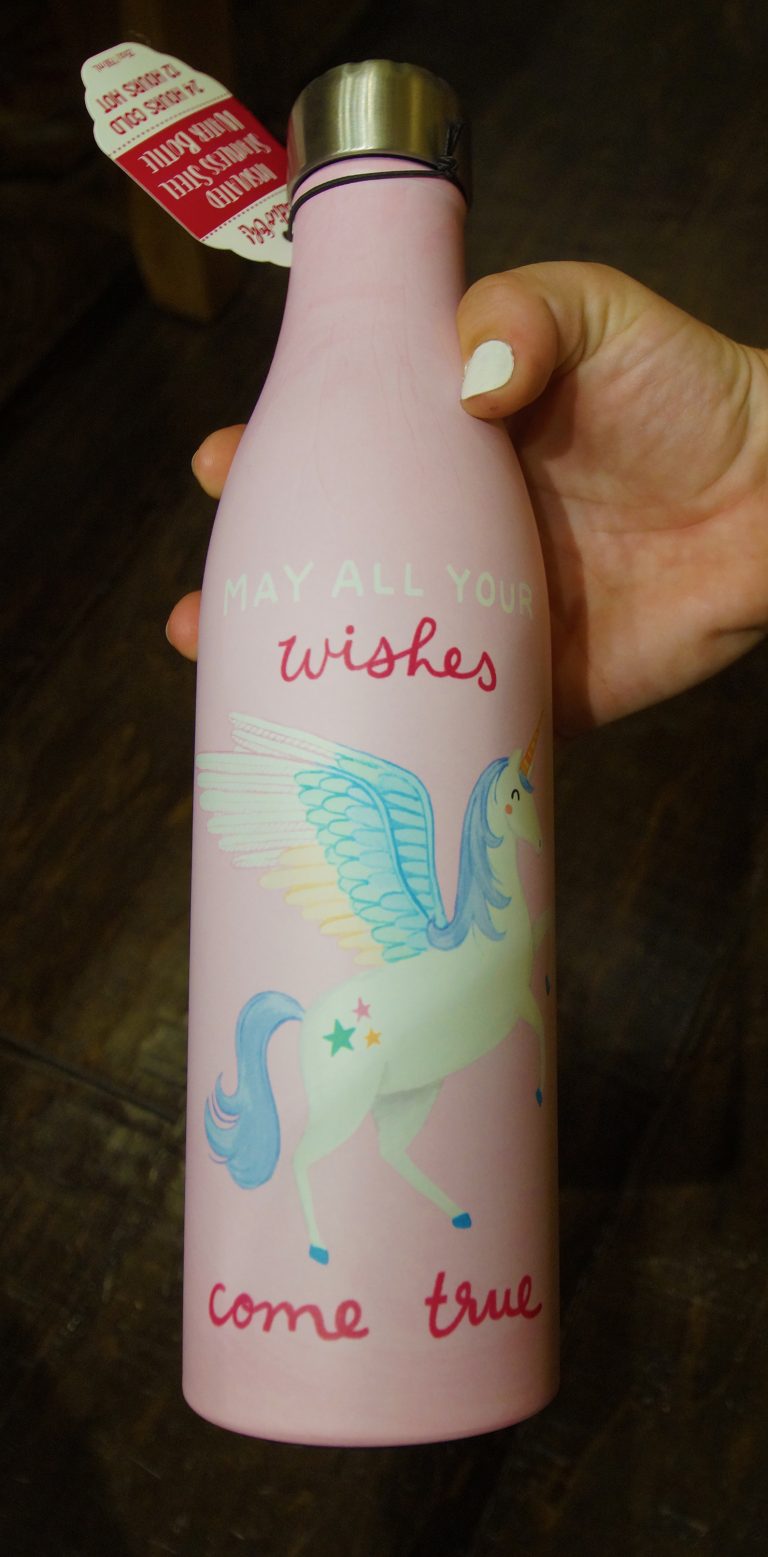 INSULATED
STAINLESS STEEL
WATER BOTTLE
24 HOURS COLD
12 HOURS HOT
MAY ALL YOUR
wishes
come true